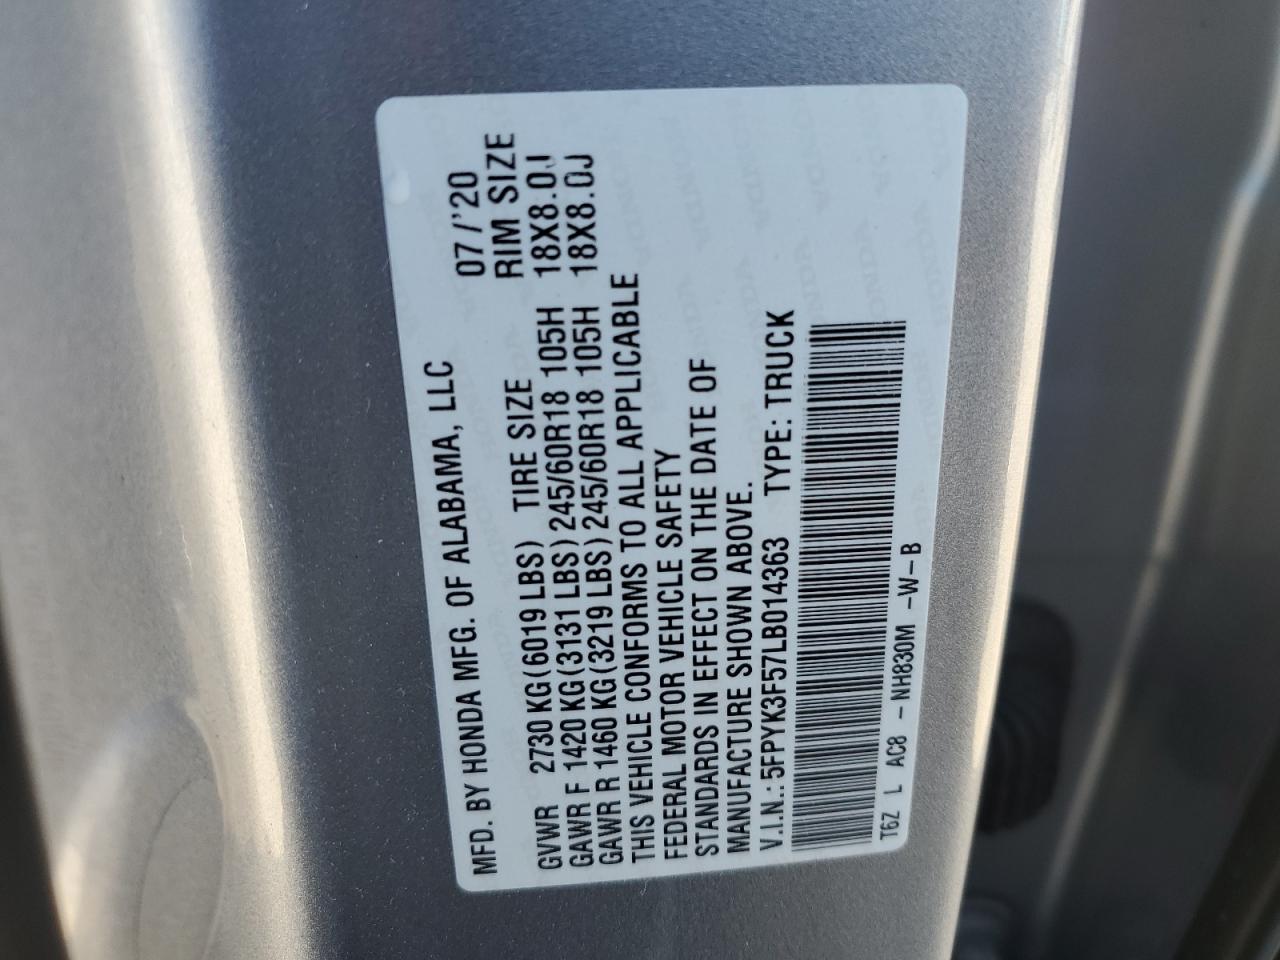 MFD. BY HONDA MFG. OF ALABAMA, LLC 07/'20
TIRE SIZE RIM SIZE
GVWR 2730 KG(6019 LBS)
GAWR F 1420 KG(3131 LBS) 245/60R18 105H 18X8.0J
GAWR R 1460 KG(3219 LBS) 245/60R18 105H 18X8.0J
THIS VEHICLE CONFORMS TO ALL APPLICABLE
FEDERAL MOTOR VEHICLE SAFETY
STANDARDS IN EFFECT ON THE DATE OF
MANUFACTURE SHOWN ABOVE.
V.I.N.: 5FPYK3F57LB014363 TYPE: TRUCK
T6Z L AC8 - NH830M -W-B